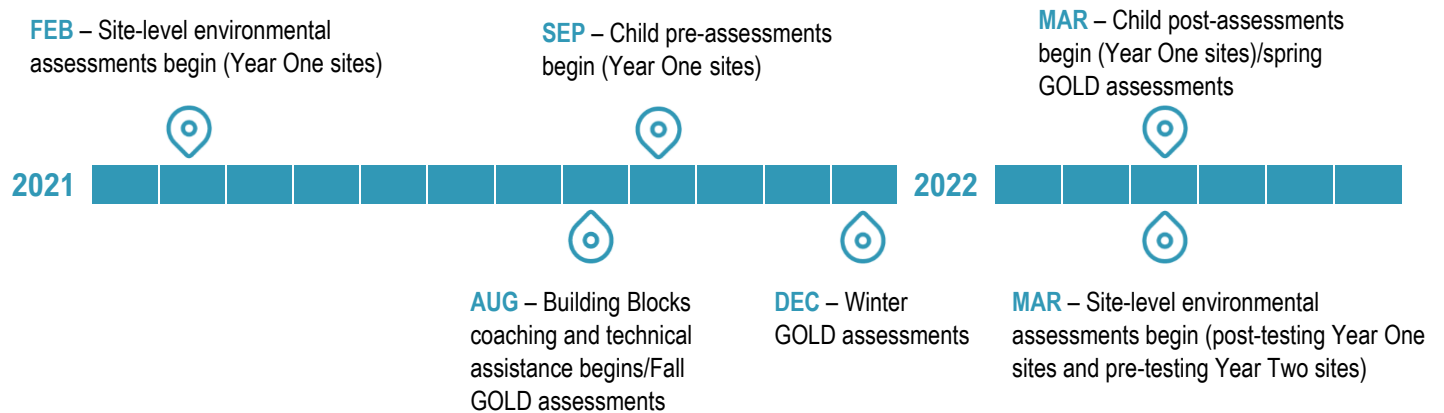 FEB – Site-level environmental
assessments begin (Year One sites)
SEP – Child pre-assessments
begin (Year One sites)
MAR – Child post-assessments
begin (Year One sites)/spring
GOLD assessments
2021
2022
AUG – Building Blocks
coaching and technical
assistance begins/Fall
GOLD assessments
DEC – Winter
GOLD assessments
MAR – Site-level environmental
assessments begin (post-testing Year One
sites and pre-testing Year Two sites)